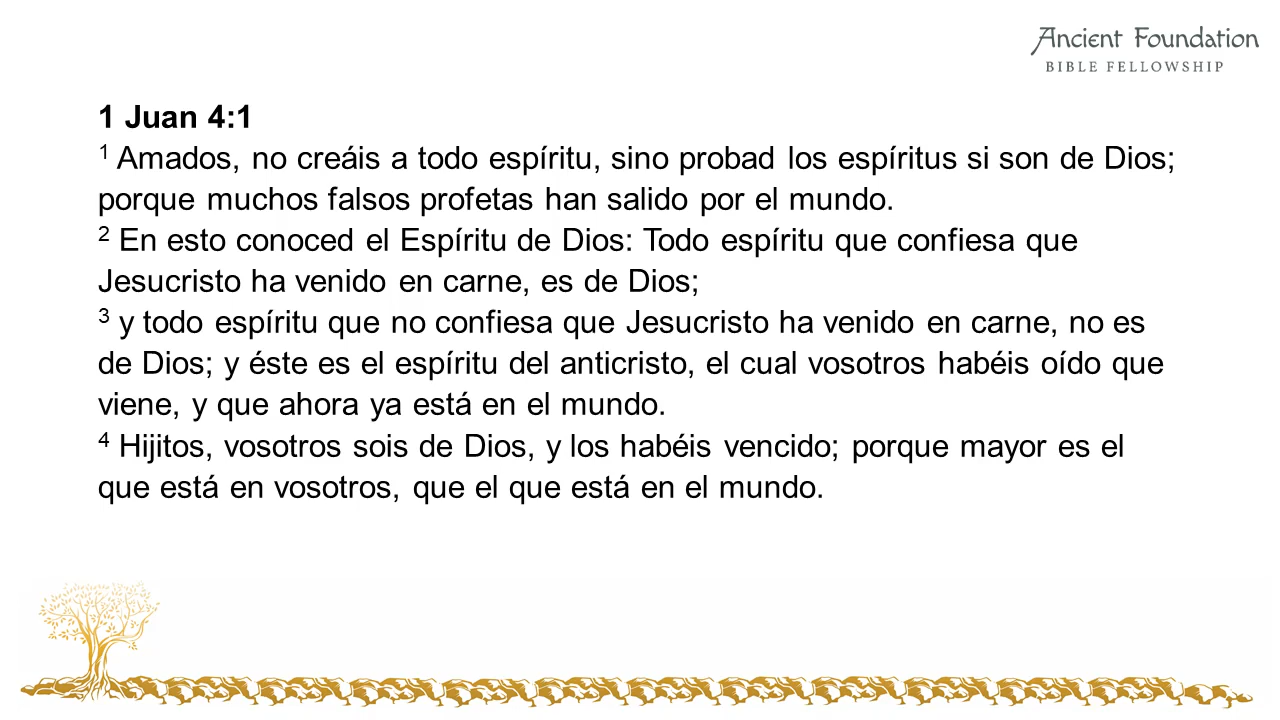 Ancient Foundation
BIBLE FELLOWSHIP
1 Juan 4:1
1 Amados, no creáis a todo espíritu, sino probad los espíritus si son de Dios;
porque muchos falsos profetas han salido por el mundo.
2 En esto conoced el Espíritu de Dios: Todo espíritu que confiesa que
Jesucristo ha venido en carne, es de Dios;
3 y todo espíritu que no confiesa que Jesucristo ha venido en carne, no es
de Dios; y éste es el espíritu del anticristo, el cual vosotros habéis oído que
viene, y que ahora ya está en el mundo.
4 Hijitos, vosotros sois de Dios, y los habéis vencido; porque mayor es el
que está en vosotros, que el que está en el mundo.